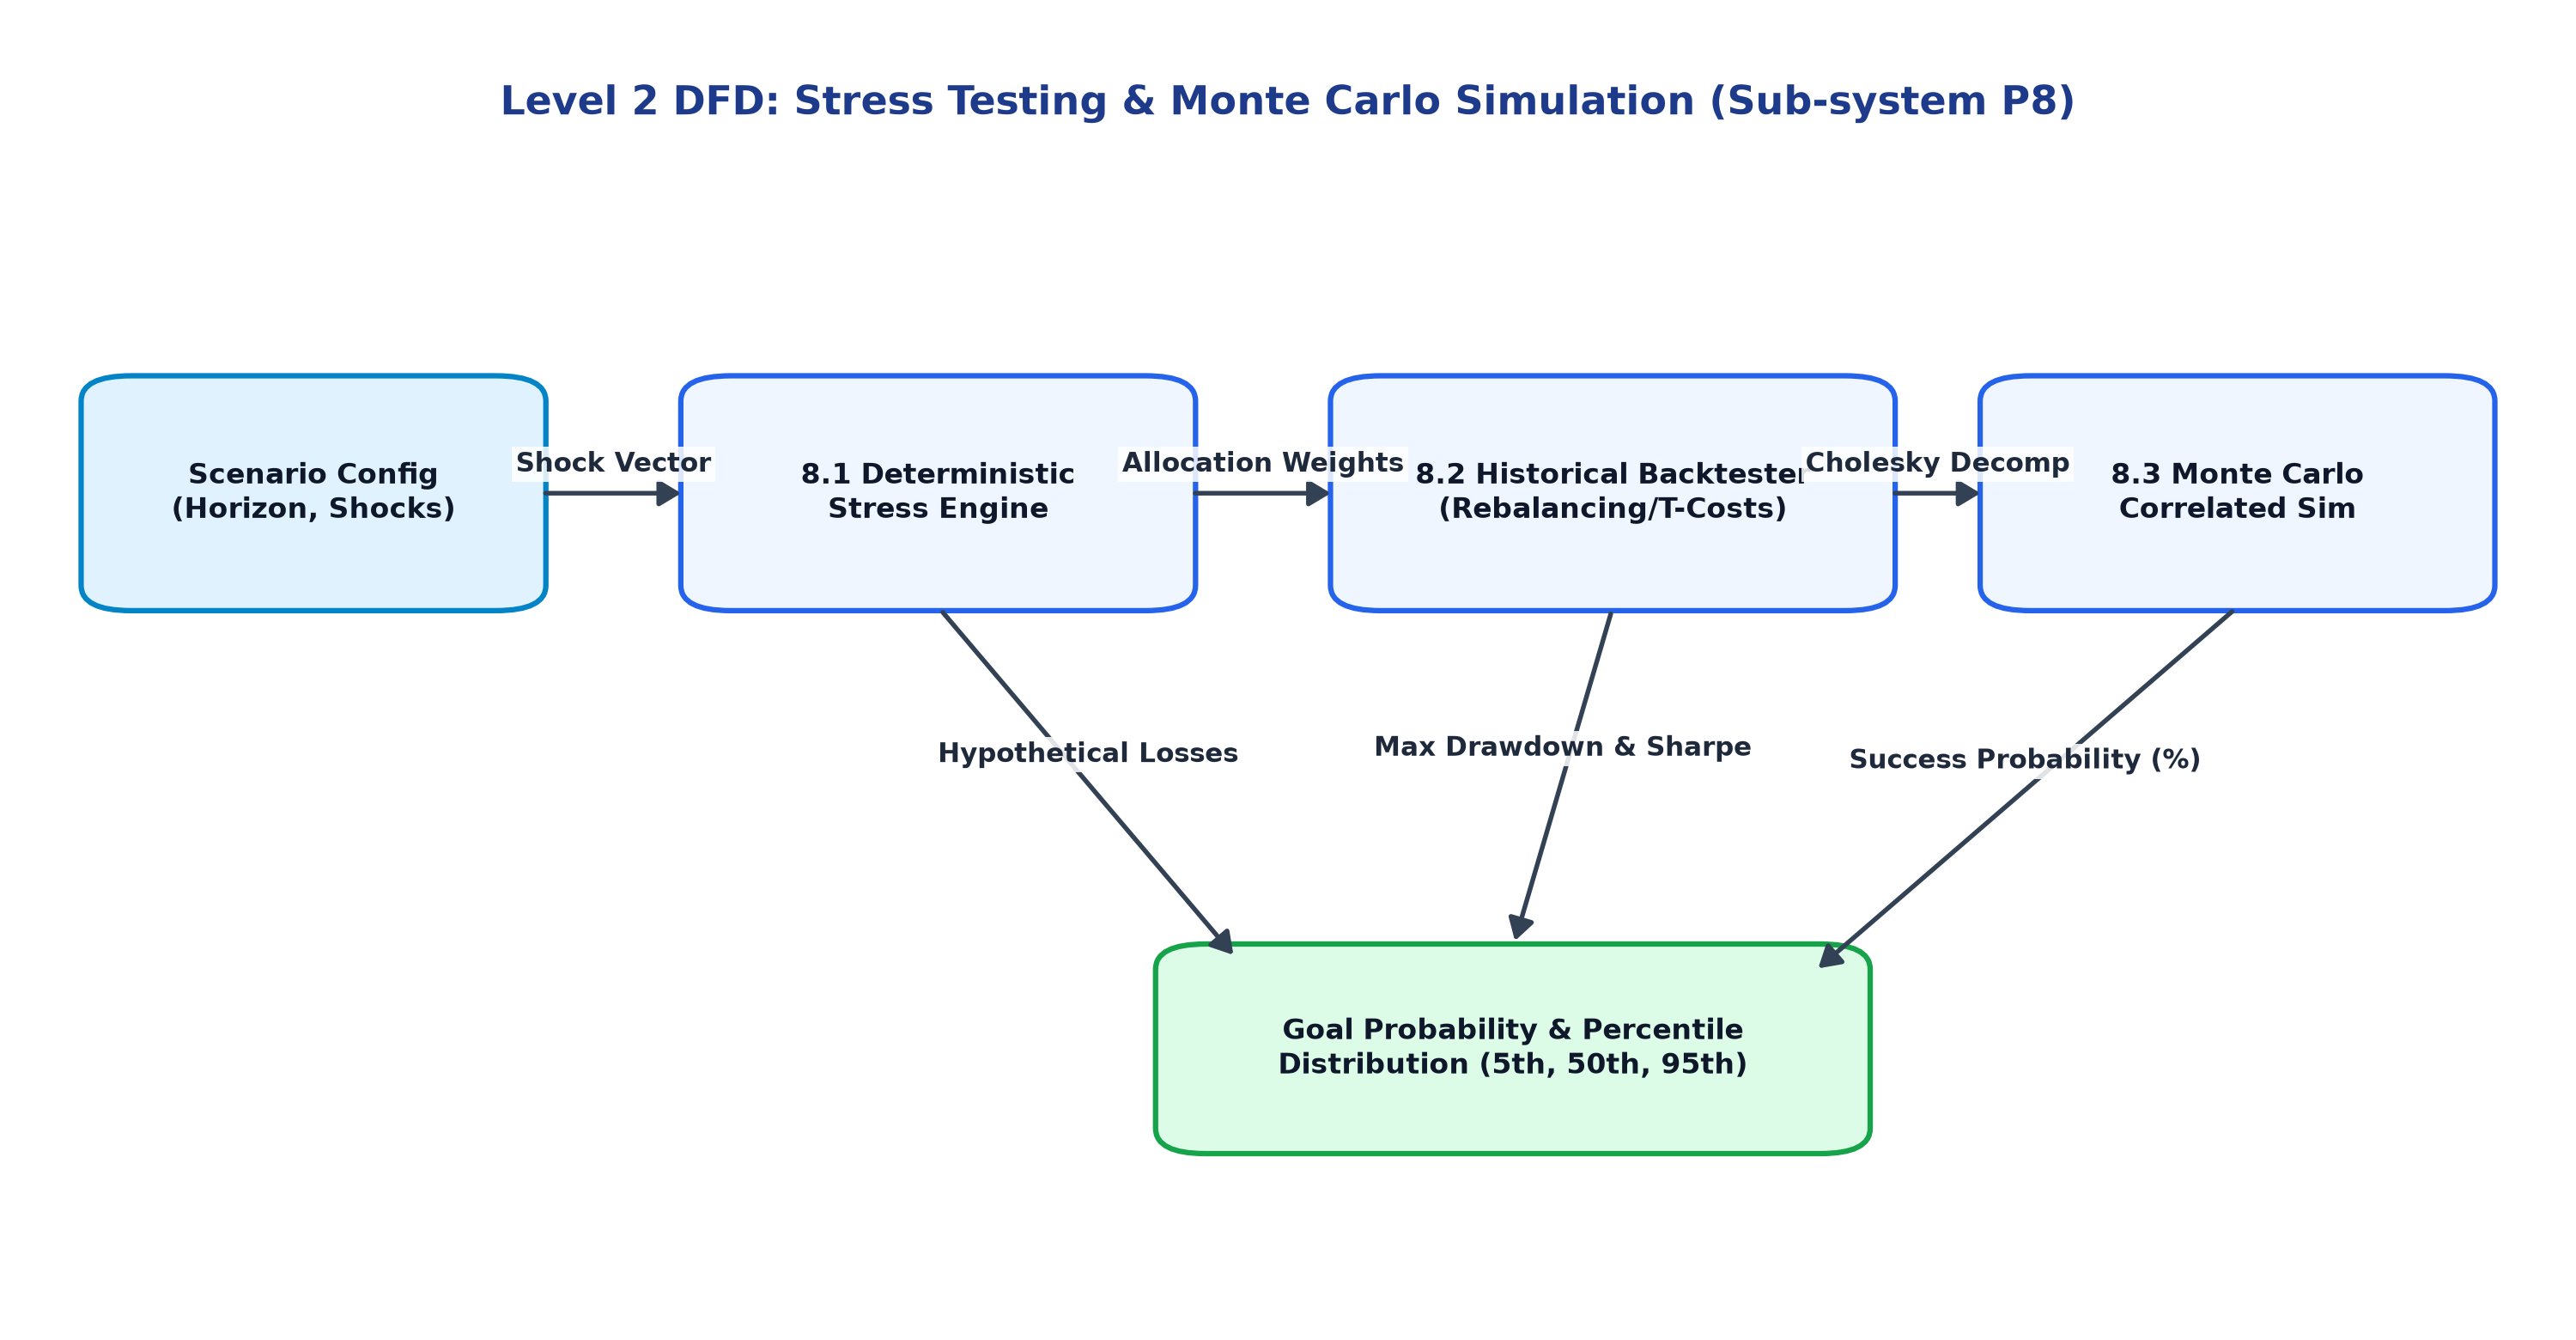 Level 2 DFD: Stress Testing & Monte Carlo Simulation (Sub-system P8)
Scenario Config
(Horizon, Shocks)
Shock Vector
8.1 Deterministic
Stress Engine
Allocation Weights
8.2 Historical Backtester
(Rebalancing/T-Costs)
Cholesky Decomp
8.3 Monte Carlo
Correlated Sim
Hypothetical Losses
Max Drawdown & Sharpe
Success Probability (%)
Goal Probability & Percentile
Distribution (5th, 50th, 95th)